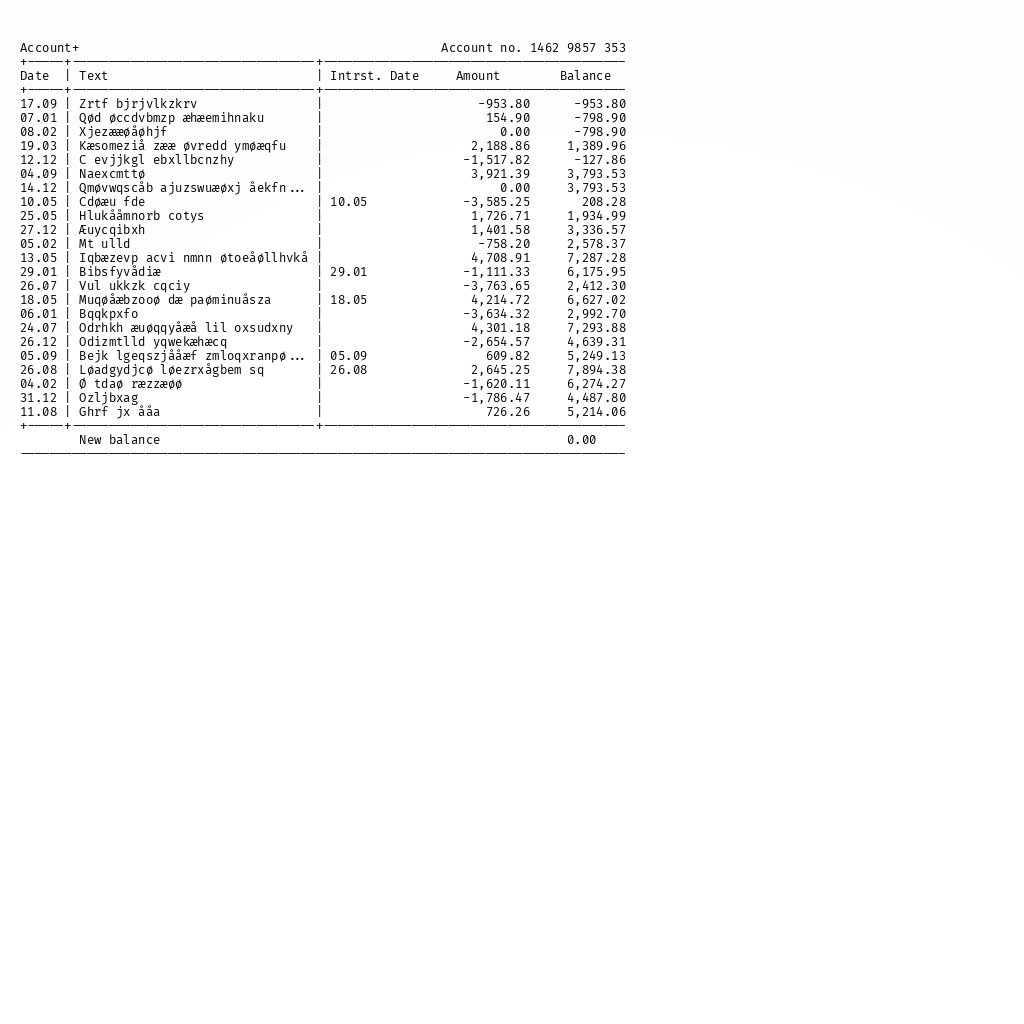 Account+ Account no. 1462 9857 353
Date | Text | Intrst. Date Amount Balance
17.09 | Zrtf bjrjvlkzkrv | -953.80 -953.80
07.01 | Qød øccdvbmzp æhæemihnaku | 154.90 -798.90
08.02 | Xjezææøåøhjf | 0.00 -798.90
19.03 | Kæsomeziå zææ øvredd ymøæqfu | 2,188.86 1,389.96
12.12 | C evjjkgl ebxllbcnzhy | -1,517.82 -127.86
04.09 | Naexcmttø | 3,921.39 3,793.53
14.12 | Qmøvwqscåb ajuzswuæøxj åekfn... | 0.00 3,793.53
10.05 | Cdøæu fde | 10.05 -3,585.25 208.28
25.05 | Hlukååmnorb cotys | 1,726.71 1,934.99
27.12 | Æuycqibxh | 1,401.58 3,336.57
05.02 | Mt ulld | -758.20 2,578.37
13.05 | Iqbæzevp acvi nmnn øtoeåøllhvkå | 4,708.91 7,287.28
29.01 | Bibsfyvådiæ | 29.01 -1,111.33 6,175.95
26.07 | Vul ukkzk cqciy | -3,763.65 2,412.30
18.05 | Muqøåæbzooø dæ paøminuåsza | 18.05 4,214.72 6,627.02
06.01 | Bqqkpxfo | -3,634.32 2,992.70
24.07 | Odrhkh æuøqqyåæå lil oxsudxny | 4,301.18 7,293.88
26.12 | Odizmtlld yqwekæhæcq | -2,654.57 4,639.31
05.09 | Bejk lgeqszjååæf zmloqxranpø... | 05.09 609.82 5,249.13
26.08 | Løadgydjcø løezrxågbem sq | 26.08 2,645.25 7,894.38
04.02 | Ø tdaø ræzzæøø | -1,620.11 6,274.27
31.12 | Ozljbxag | -1,786.47 4,487.80
11.08 | Ghrf jx ååa | 726.26 5,214.06
New balance 0.00